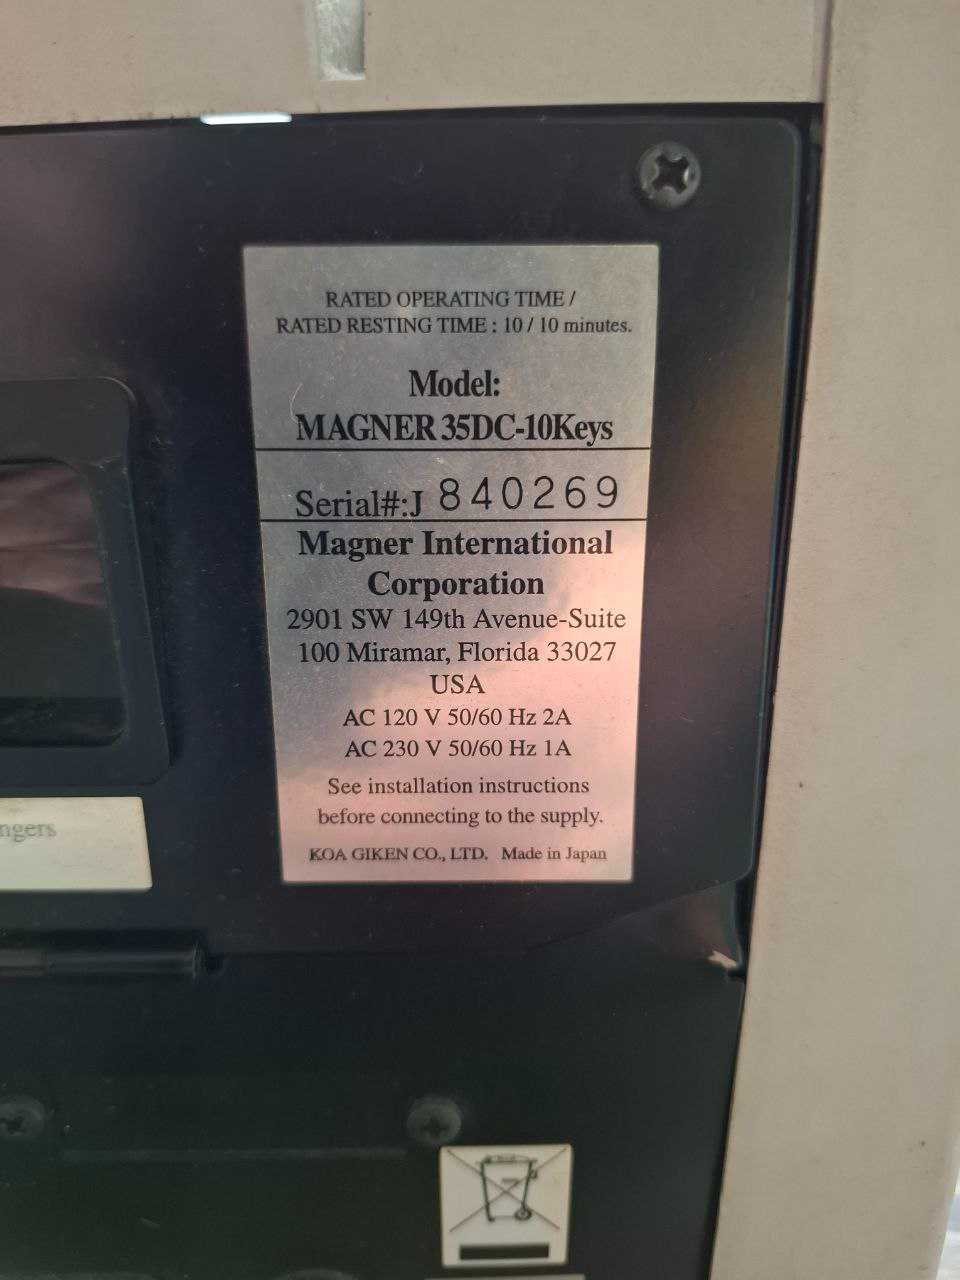 RATED OPERATING TIME /
RATED RESTING TIME : 10 / 10 minutes.
Model:
MAGNER 35DC-10Keys
Serial#:J 840269
Magner International
Corporation
2901 SW 149th Avenue-Suite
100 Miramar, Florida 33027
USA
AC 120 V 50/60 Hz 2A
AC 230 V 50/60 Hz 1A
See installation instructions
before connecting to the supply.
KOA GIKEN CO., LTD. Made in Japan
ngers